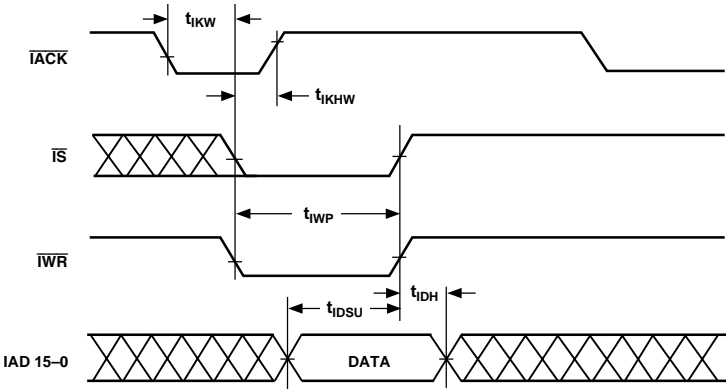 tIKW
IACK
tIKHW
IS
tIWP
IWR
tIDH
tIDSU
IAD 15–0
DATA